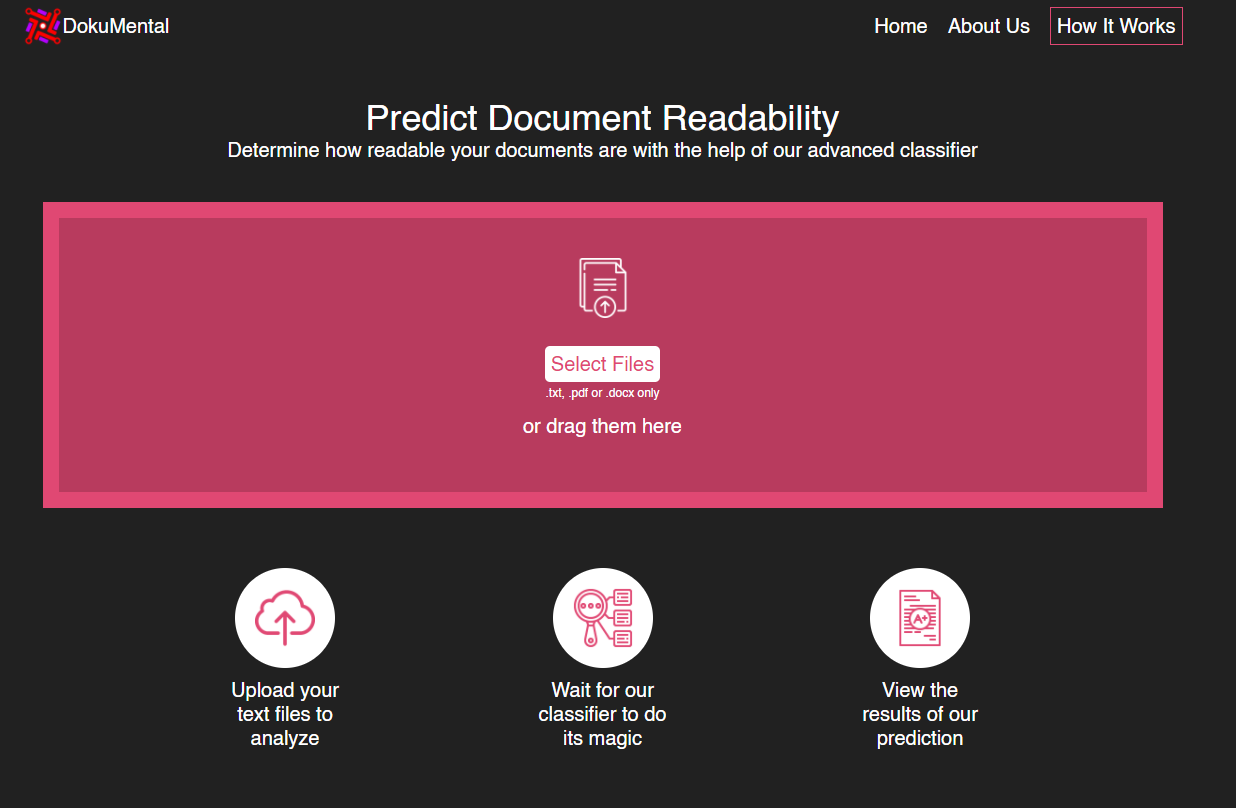 DokuMental
Home
About Us
How It Works
Predict Document Readability
Determine how readable your documents are with the help of our advanced classifier
Select Files
.txt, .pdf or .docx only
or drag them here
Upload your
text files to
analyze
Wait for our
classifier to do
its magic
A+
View the
results of our
prediction